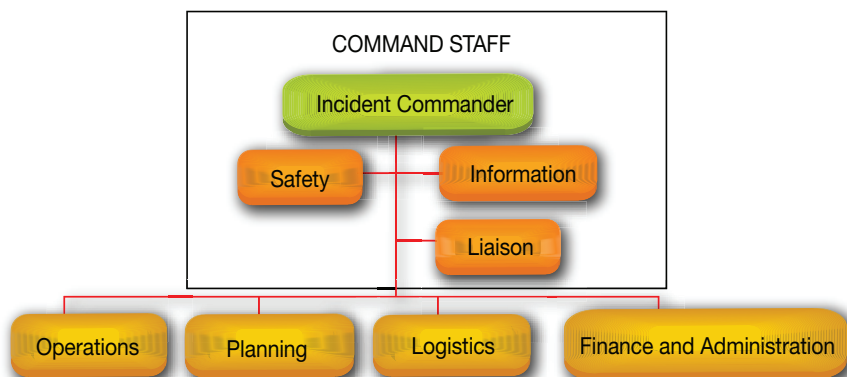 COMMAND STAFF
Incident Commander
Safety
Information
Liaison
Operations
Planning
Logistics
Finance and Administration